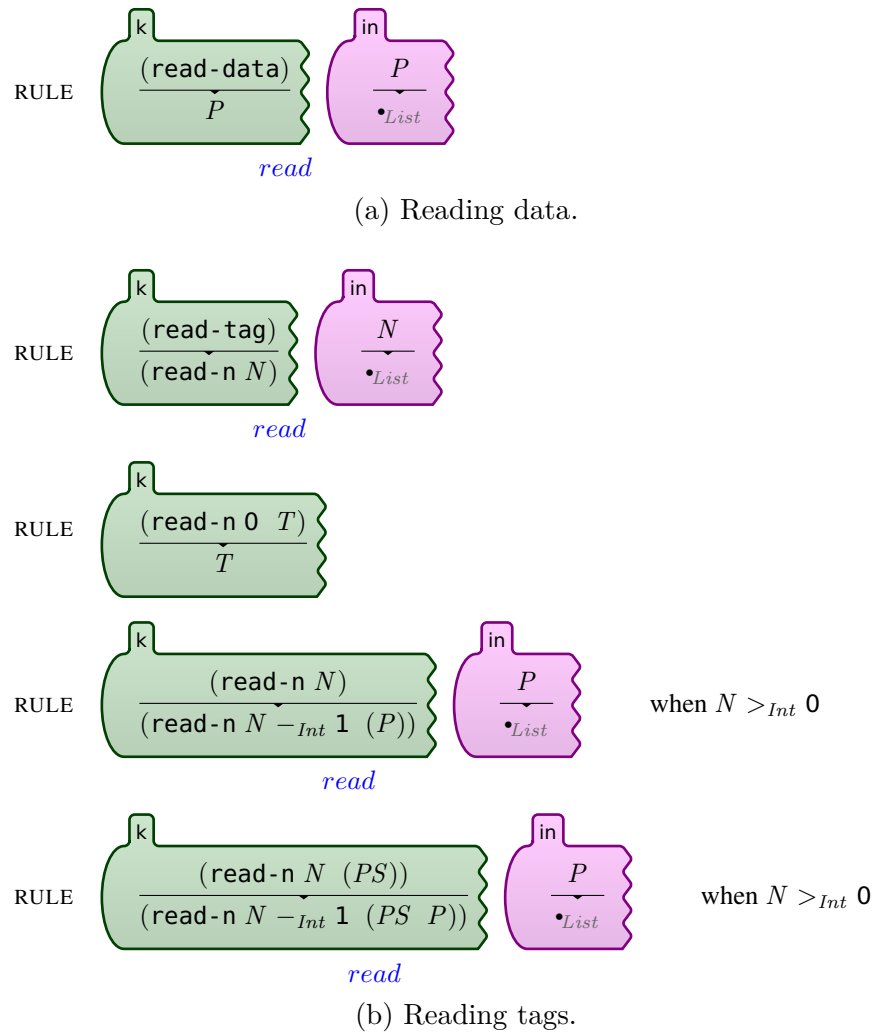 k in
RULE (read-data) P
P •List
read
(a) Reading data.
k in
RULE (read-tag) N
(read-n N) •List
read
k
RULE (read-n 0 T)
T
k in
RULE (read-n N) P when N >Int 0
(read-n N −Int 1 (P)) •List
read
k in
RULE (read-n N (PS)) P when N >Int 0
(read-n N −Int 1 (PS P)) •List
read
(b) Reading tags.